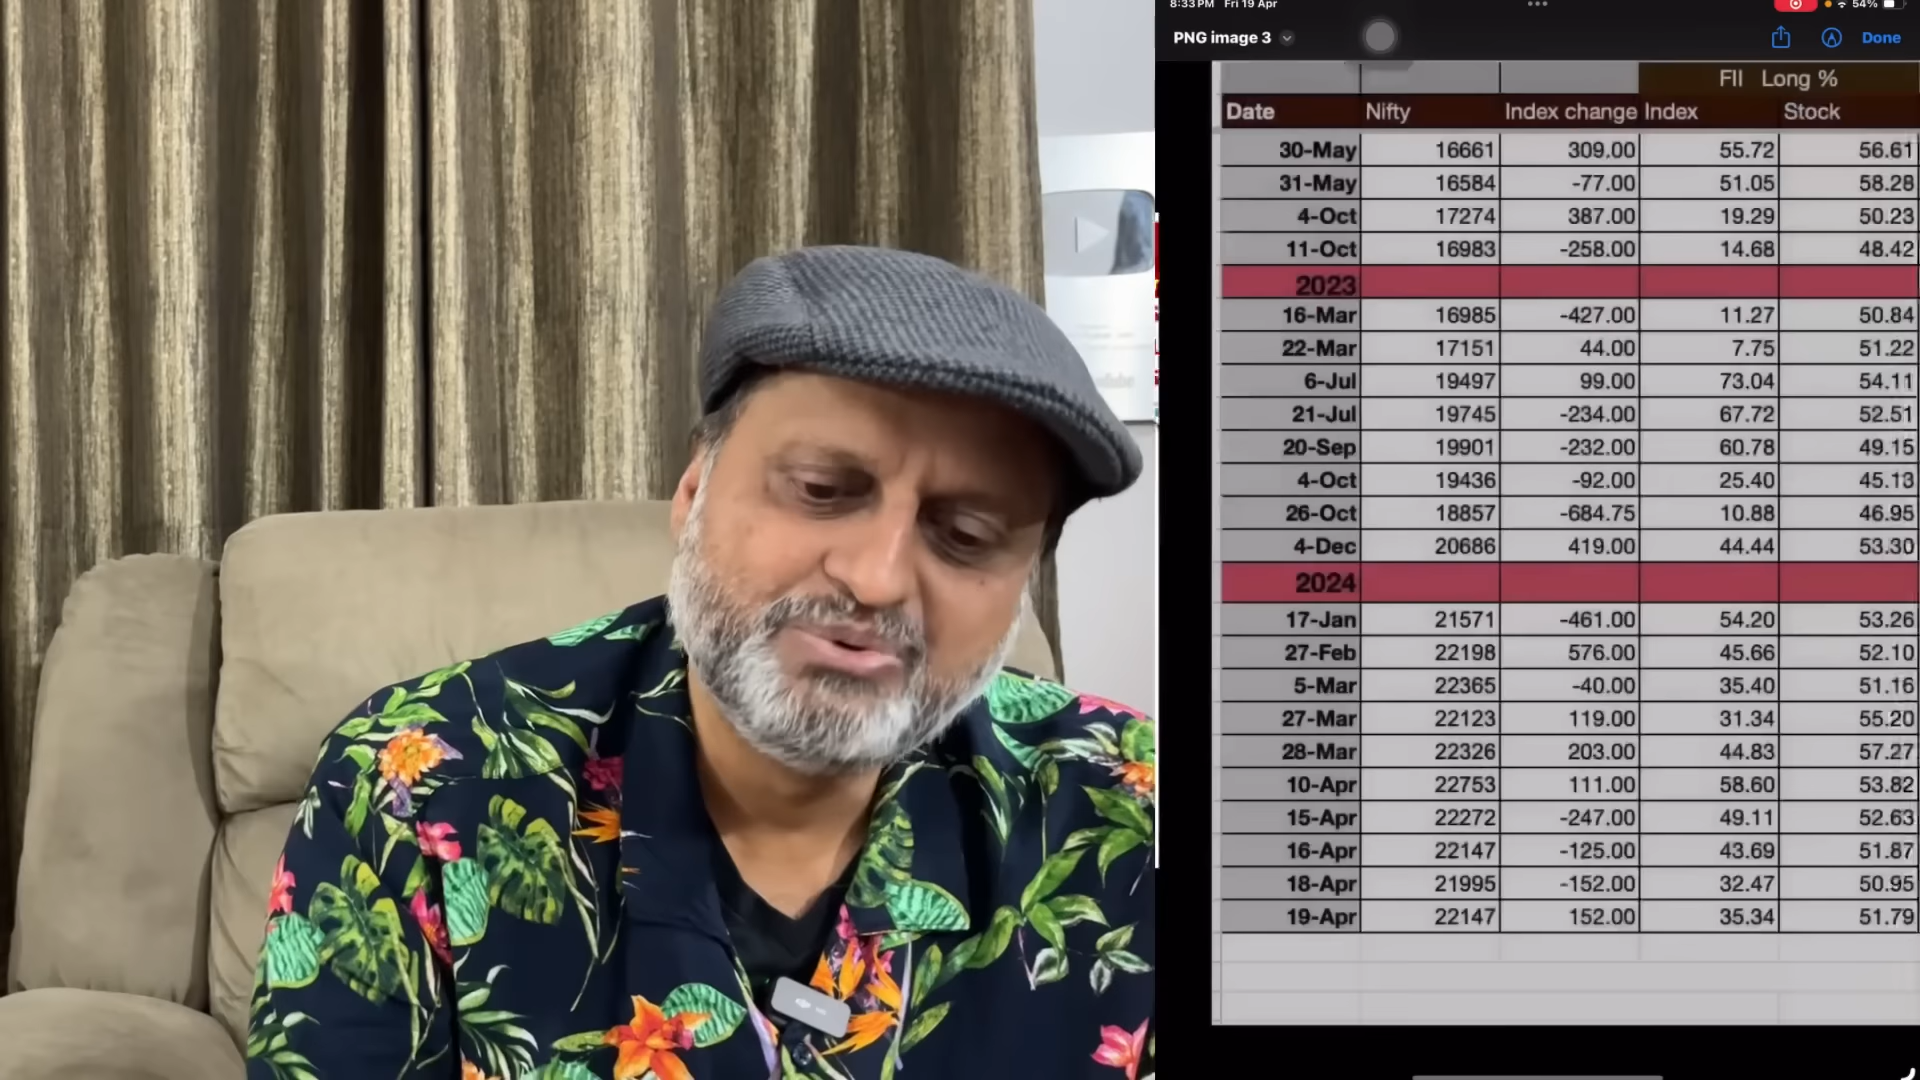 8:33 PM Fri 19 Apr 54%
PNG image 3 Done
FII Long %
Date Nifty Index change Index Stock
30-May 16661 309.00 55.72 56.61
31-May 16584 -77.00 51.05 58.28
4-Oct 17274 387.00 19.29 50.23
11-Oct 16983 -258.00 14.68 48.42
2023
16-Mar 16985 -427.00 11.27 50.84
22-Mar 17151 44.00 7.75 51.22
6-Jul 19497 99.00 73.04 54.11
21-Jul 19745 -234.00 67.72 52.51
20-Sep 19901 -232.00 60.78 49.15
4-Oct 19436 -92.00 25.40 45.13
26-Oct 18857 -684.75 10.88 46.95
4-Dec 20686 419.00 44.44 53.30
2024
17-Jan 21571 -461.00 54.20 53.26
27-Feb 22198 576.00 45.66 52.10
5-Mar 22365 -40.00 35.40 51.16
27-Mar 22123 119.00 31.34 55.20
28-Mar 22326 203.00 44.83 57.27
10-Apr 22753 111.00 58.60 53.82
15-Apr 22272 -247.00 49.11 52.63
16-Apr 22147 -125.00 43.69 51.87
18-Apr 21995 -152.00 32.47 50.95
19-Apr 22147 152.00 35.34 51.79